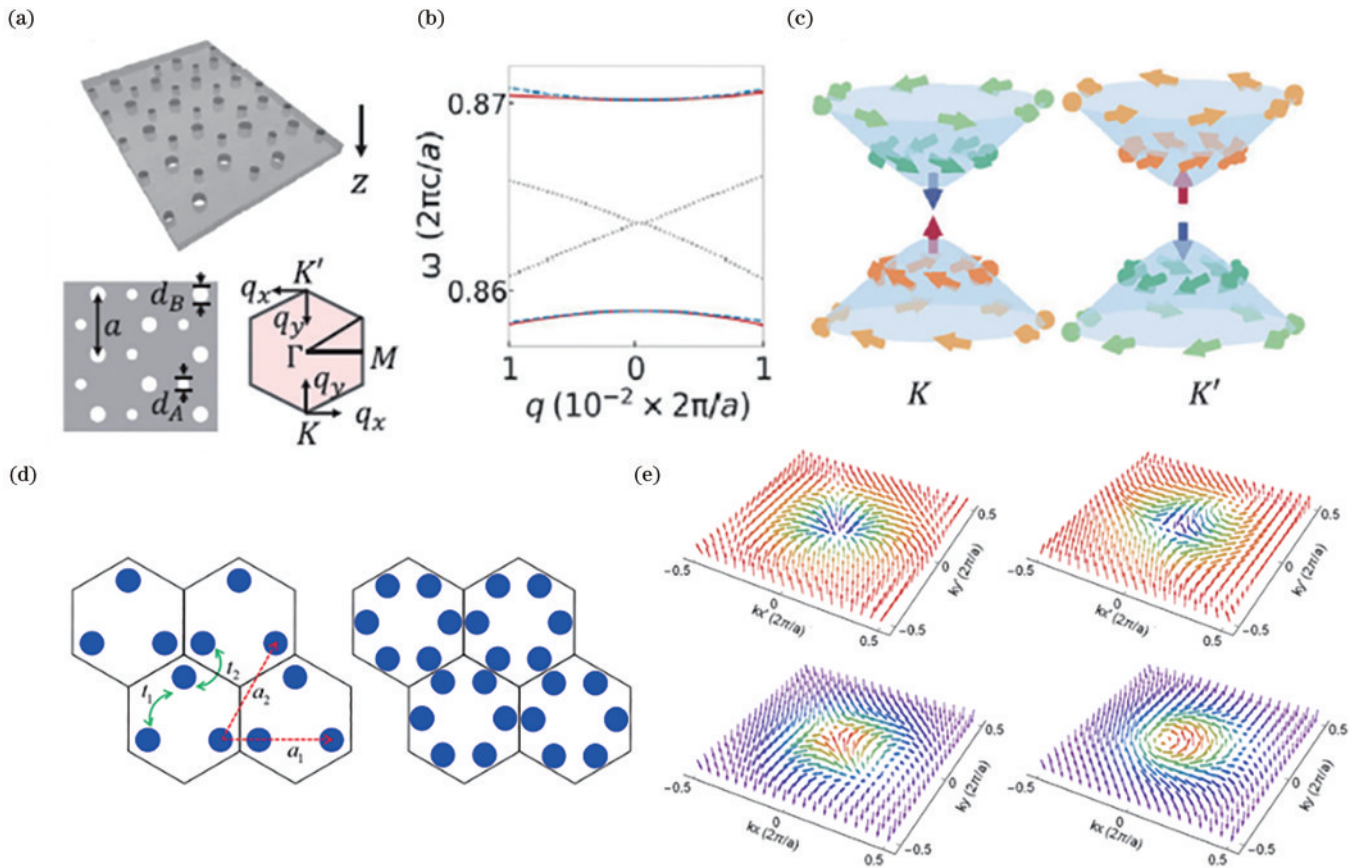 (a)
z
d_B
a
d_A
K′
q_x
q_y
Γ
M
q_y
q_x
K
(b)
ω (2πc/a)
0.87
0.86
1 0 1
q (10⁻² × 2π/a)
(c)
K K′
(d)
t₁
t₂
a₂
a₁
(e)
−0.5
0
kx′ (2π/a)
0.5
−0.5
0
ky′ (2π/a)
0.5
−0.5
0
kx′ (2π/a)
0.5
−0.5
0
ky′ (2π/a)
0.5
−0.5
0
kx (2π/a)
0.5
−0.5
0
ky (2π/a)
0.5
−0.5
0
kx (2π/a)
0.5
−0.5
0
ky (2π/a)
0.5